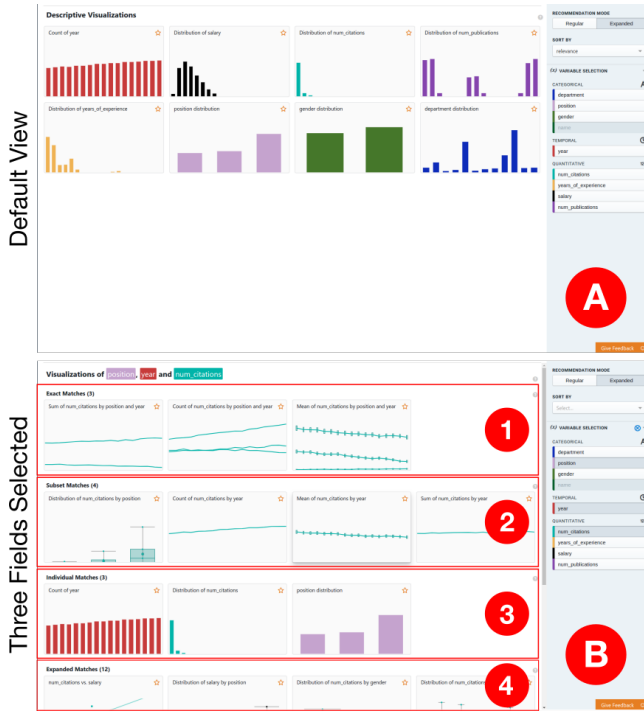 Default View
Descriptive Visualizations
Count of year
Distribution of salary
Distribution of num_citations
Distribution of num_publications
Distribution of years_of_experience
position distribution
gender distribution
department distribution
RECOMMENDATION MODE
Regular Expanded
SORT BY
relevance
f(x) VARIABLE SELECTION
CATEGORICAL A
department
position
gender
name
TEMPORAL
year
QUANTITATIVE
num_citations
years_of_experience
salary
num_publications
A
Give Feedback
Three Fields Selected
Visualizations of position, year and num_citations
Exact Matches (3)
Sum of num_citations by position and year
Count of num_citations by position and year
Mean of num_citations by position and year
1
Subset Matches (4)
Distribution of num_citations by position
Count of num_citations by year
Mean of num_citations by year
Sum of num_citations by year
2
Individual Matches (3)
Count of year
Distribution of num_citations
position distribution
3
Expanded Matches (12)
num_citations vs. salary
Distribution of salary by position
Distribution of num_citations by gender
Distribution of num_citations
4
RECOMMENDATION MODE
Regular Expanded
SORT BY
Select...
f(x) VARIABLE SELECTION
CATEGORICAL A
department
position
gender
name
TEMPORAL
year
QUANTITATIVE
num_citations
years_of_experience
salary
num_publications
B
Give Feedback